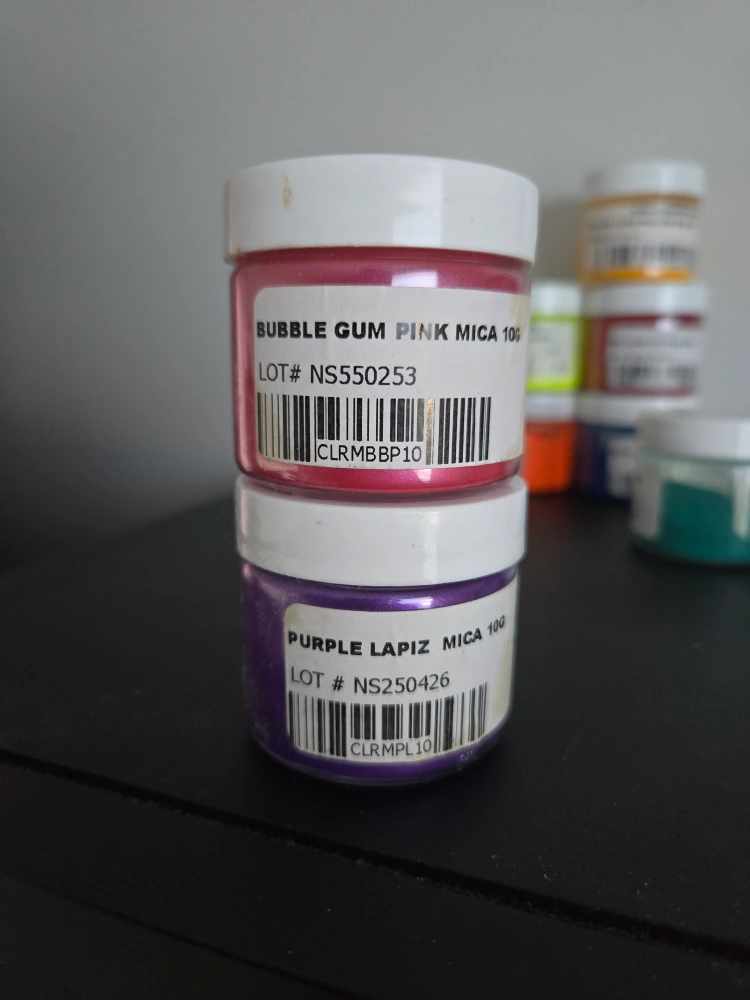 BUBBLE GUM PINK MICA 10G
LOT# NS550253
CLRMBBP10
PURPLE LAPIZ MICA 10G
LOT # NS250426
CLRMPL10